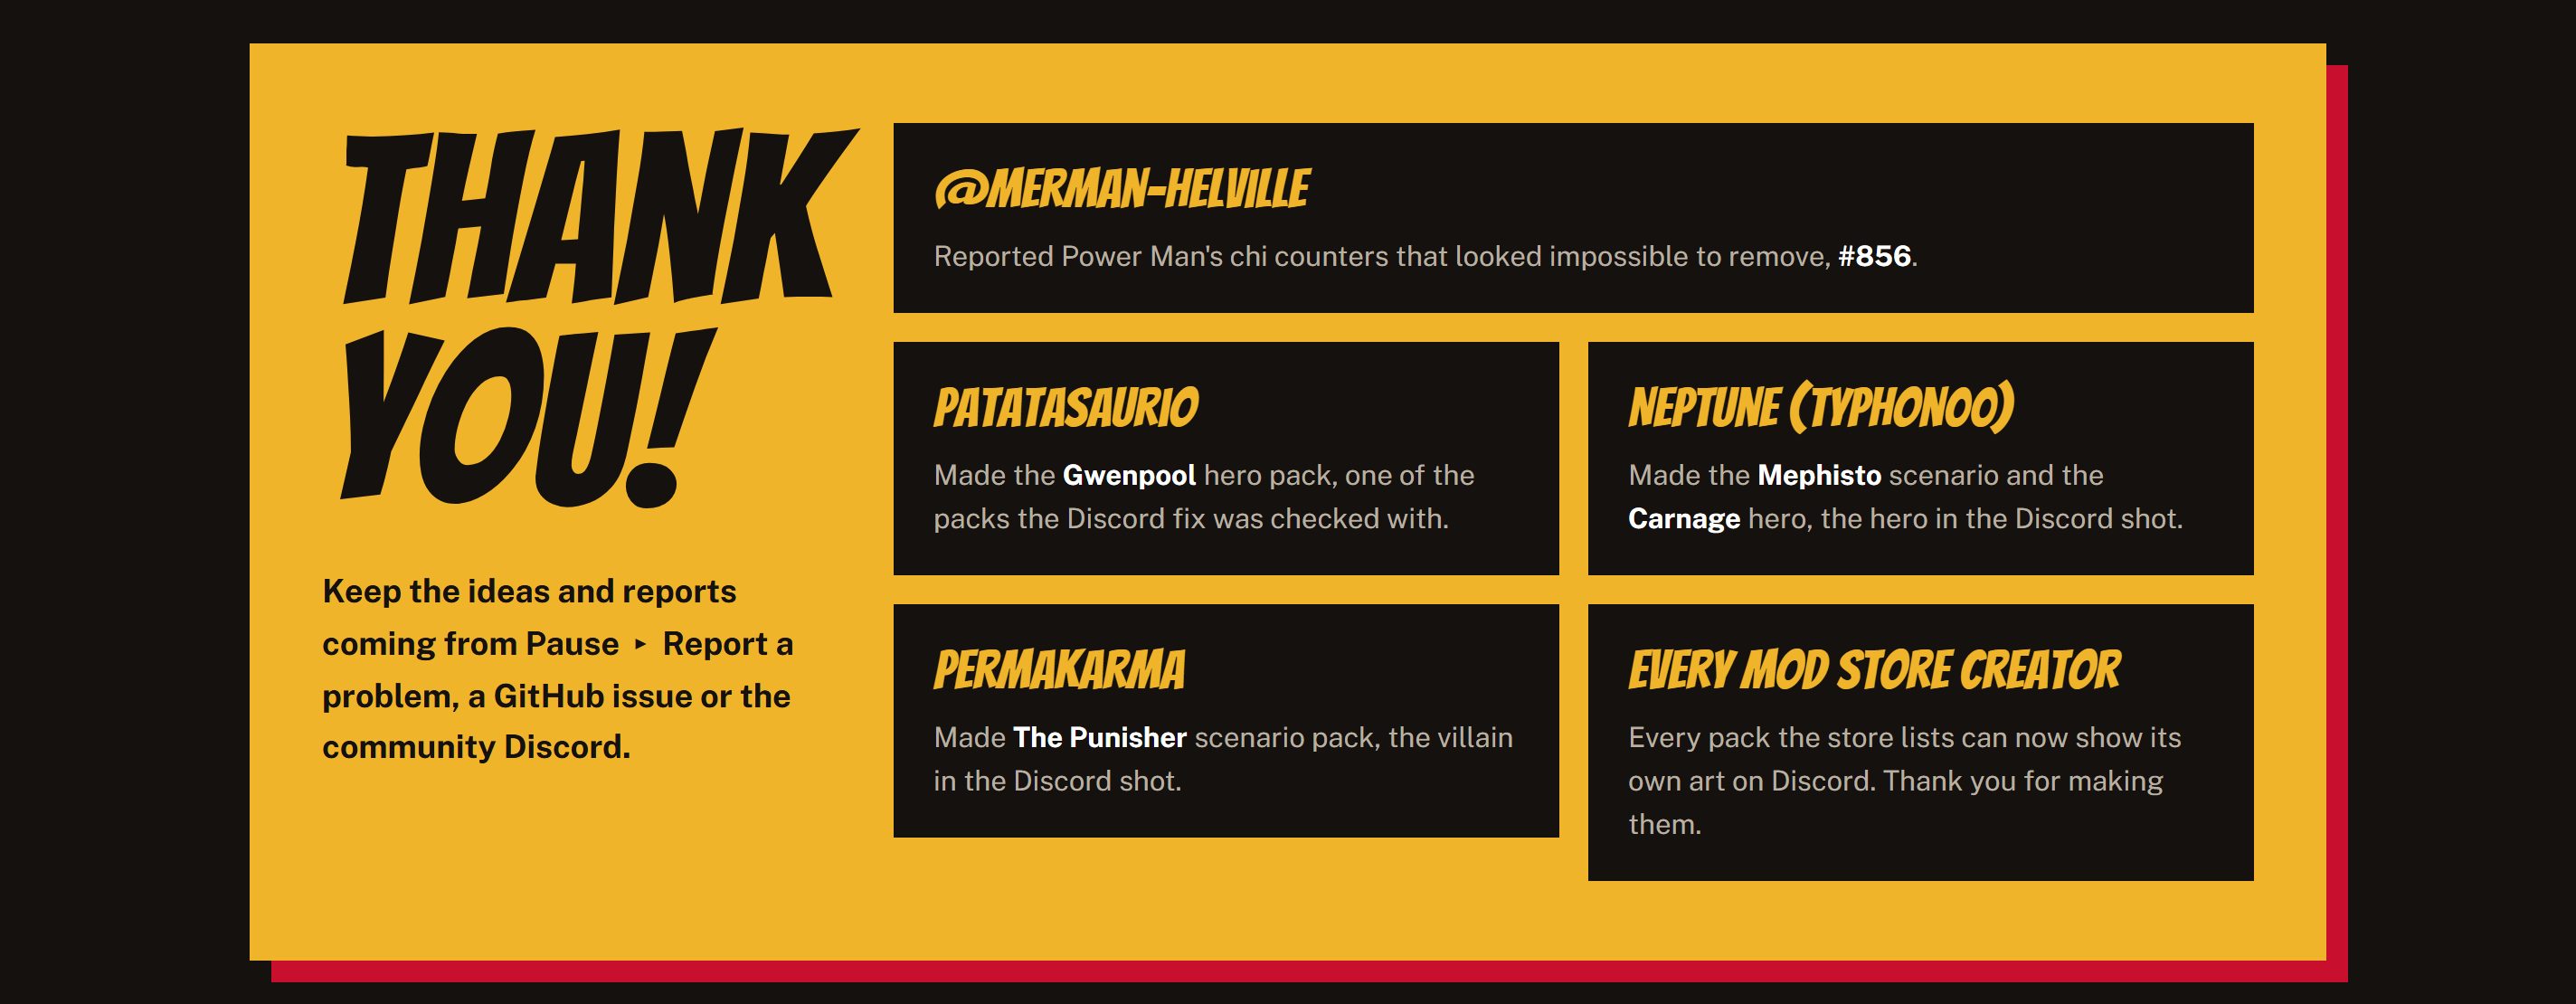 THANK
YOU!
Keep the ideas and reports
coming from Pause ▸ Report a
problem, a GitHub issue or the
community Discord.
@MERMAN-HELVILLE
Reported Power Man's chi counters that looked impossible to remove, #856.
PATATASAURIO
Made the Gwenpool hero pack, one of the
packs the Discord fix was checked with.
NEPTUNE (TYPHONOO)
Made the Mephisto scenario and the
Carnage hero, the hero in the Discord shot.
PERMAKARMA
Made The Punisher scenario pack, the villain
in the Discord shot.
EVERY MOD STORE CREATOR
Every pack the store lists can now show its
own art on Discord. Thank you for making
them.